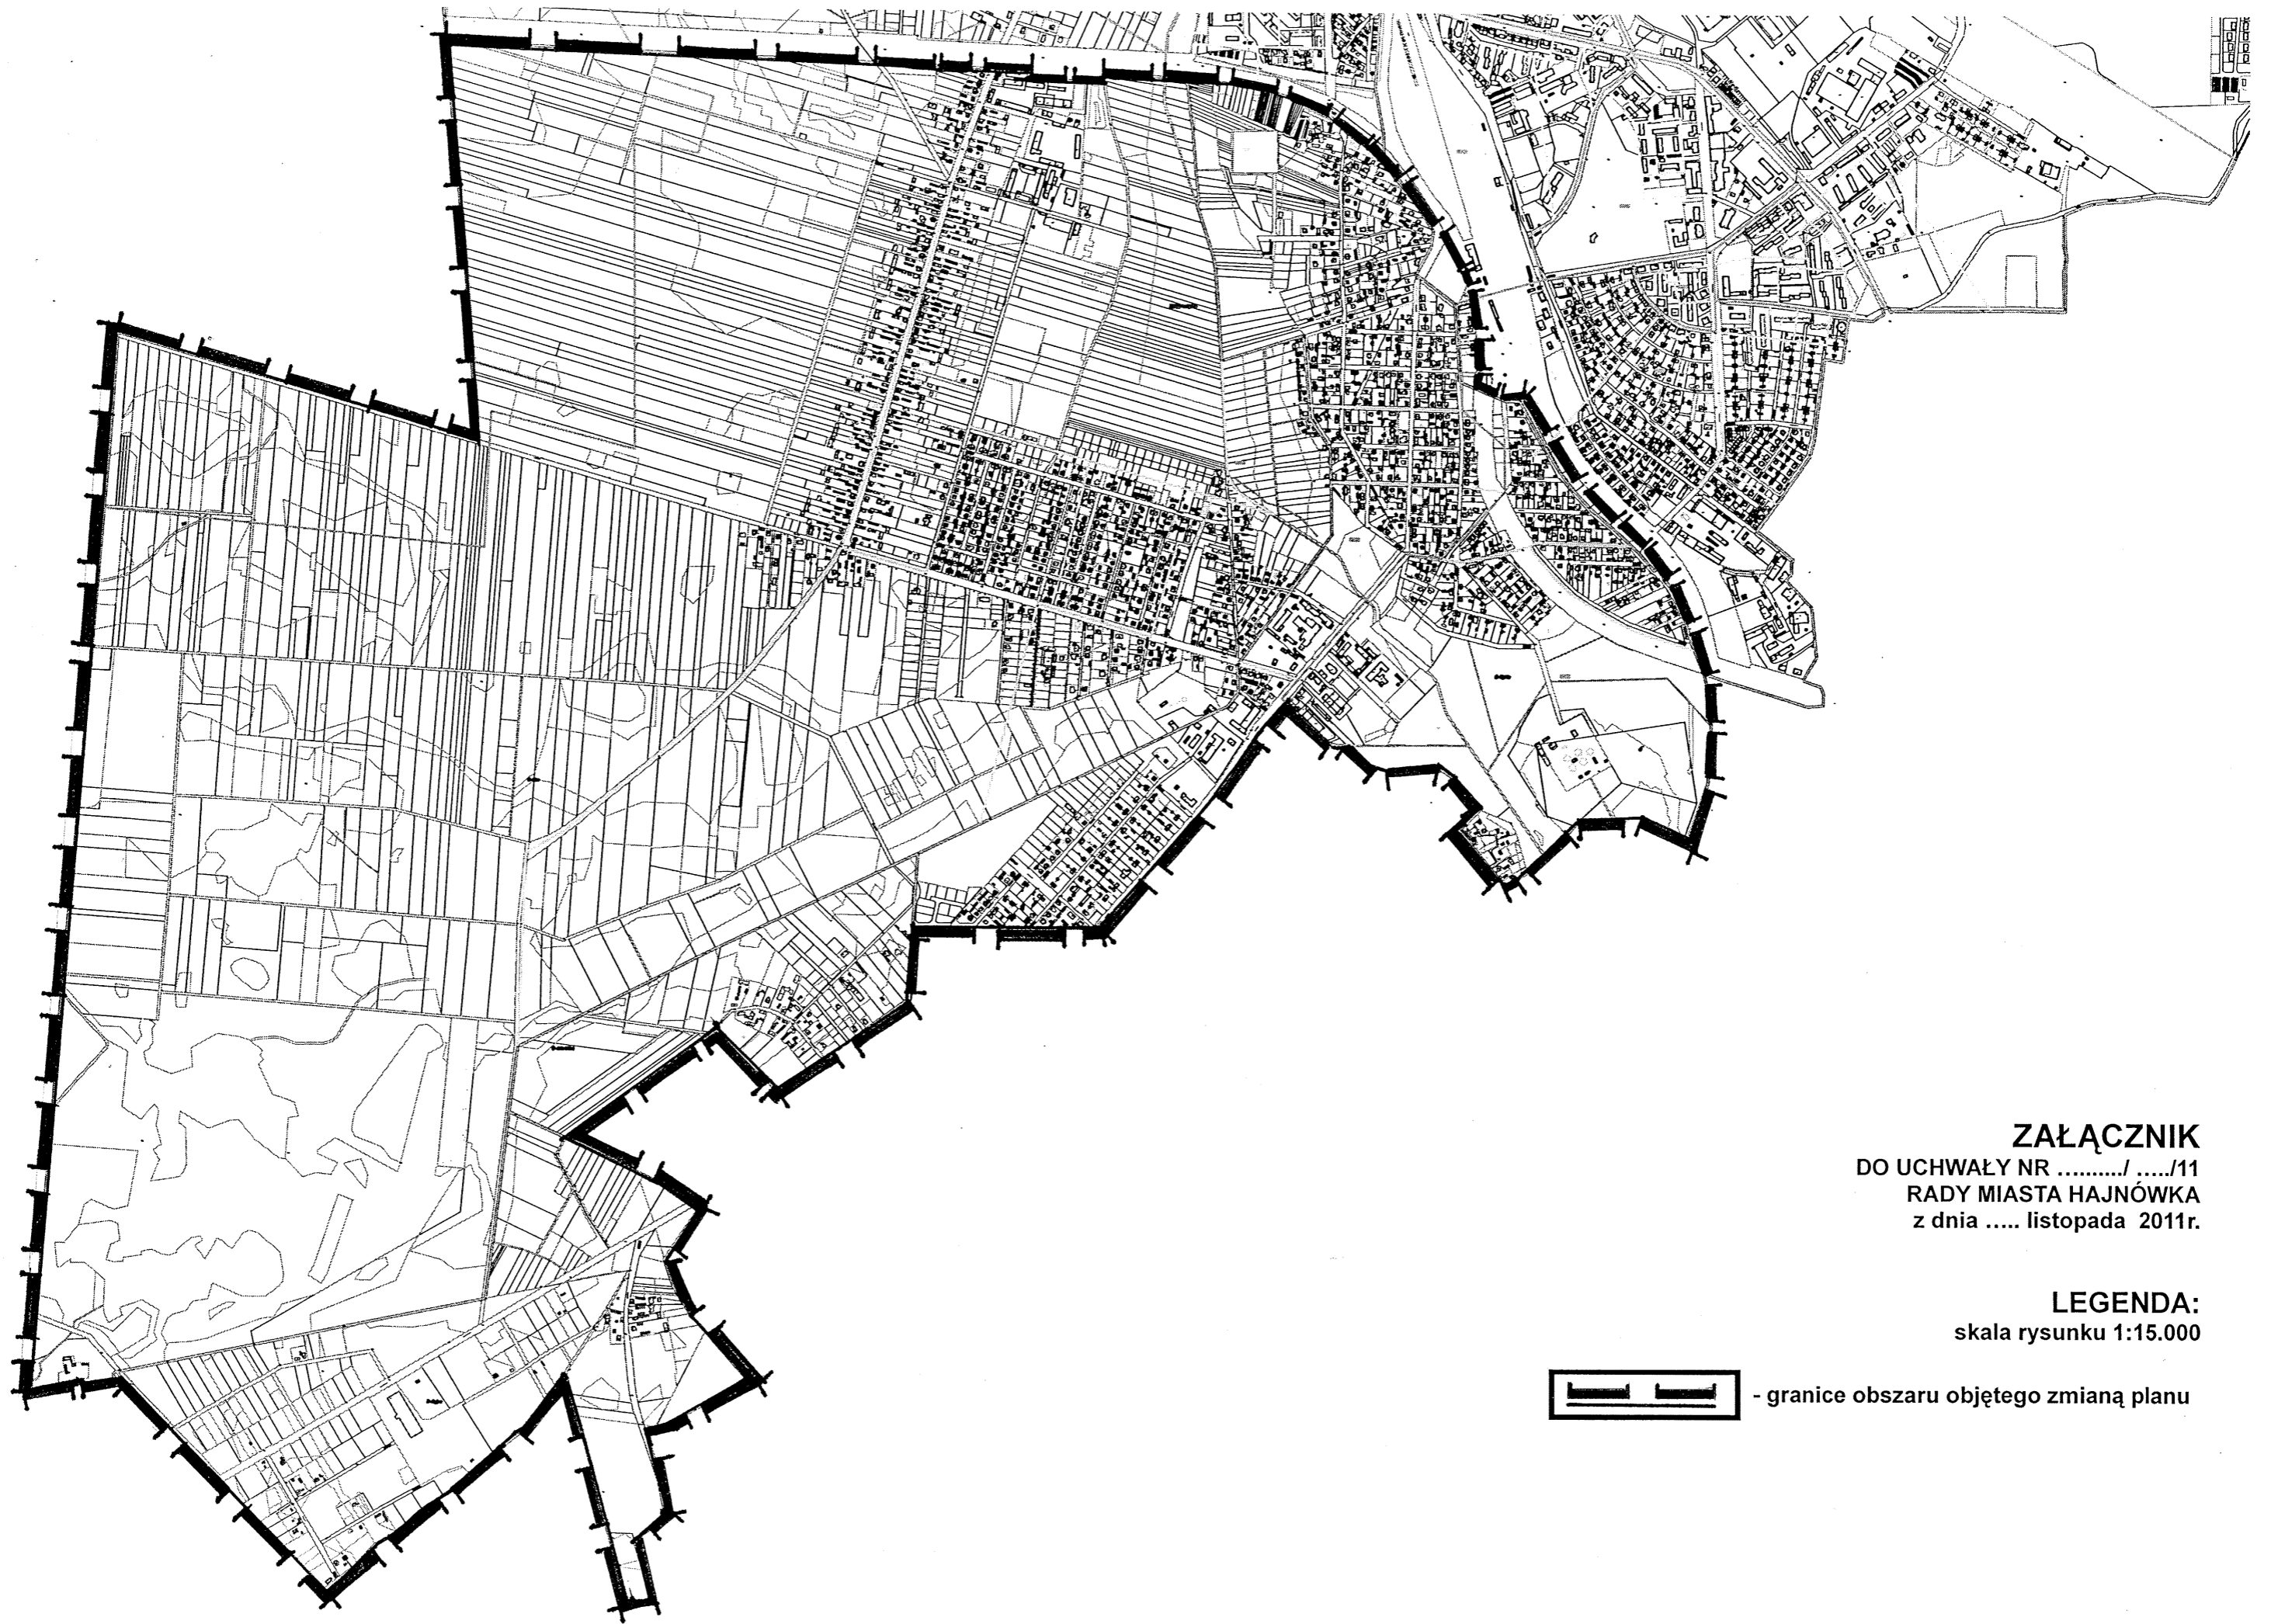 ZAŁĄCZNIK
DO UCHWAŁY NR ........../ ...../11
RADY MIASTA HAJNÓWKA
z dnia ..... listopada 2011r.
LEGENDA:
skala rysunku 1:15.000
- granice obszaru objętego zmianą planu